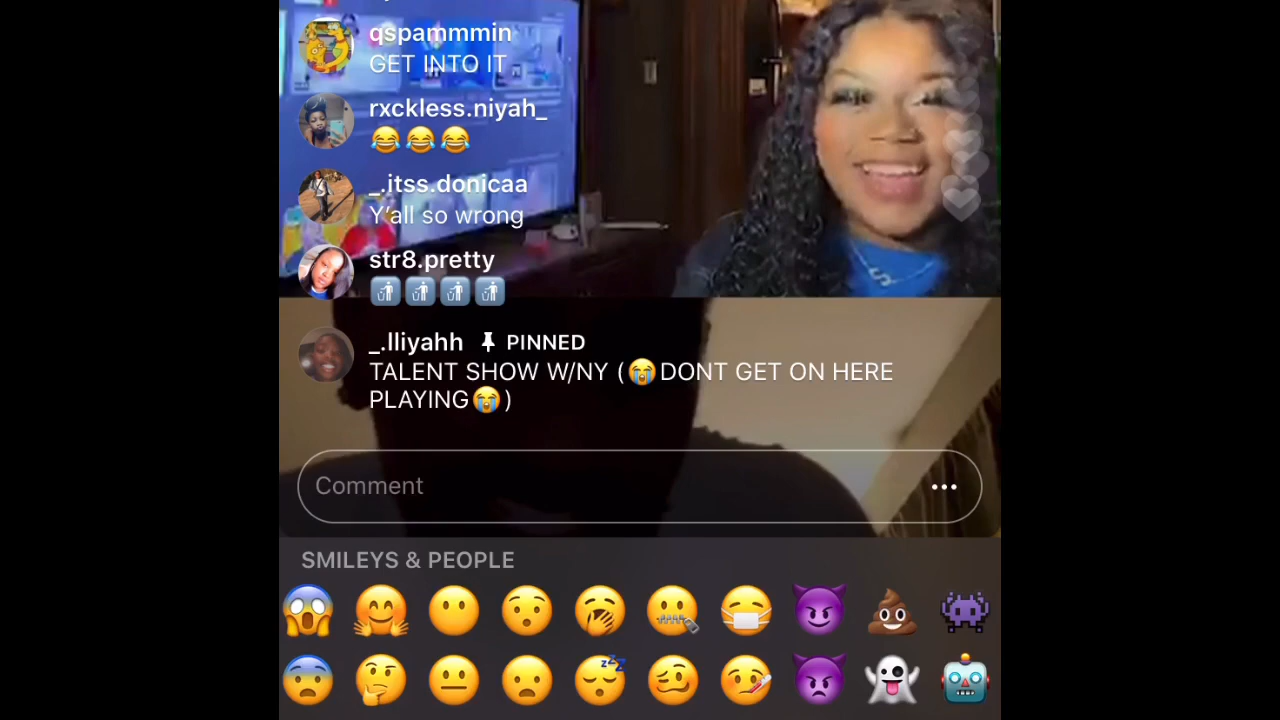 qspammmin
GET INTO IT
rxckless.niyah_
😂😂😂
_.itss.donicaa
Y’all so wrong
str8.pretty
🚮🚮🚮🚮
_.lliyahh 📌 PINNED
TALENT SHOW W/NY (😭DONT GET ON HERE
PLAYING😭)
Comment
SMILEYS & PEOPLE